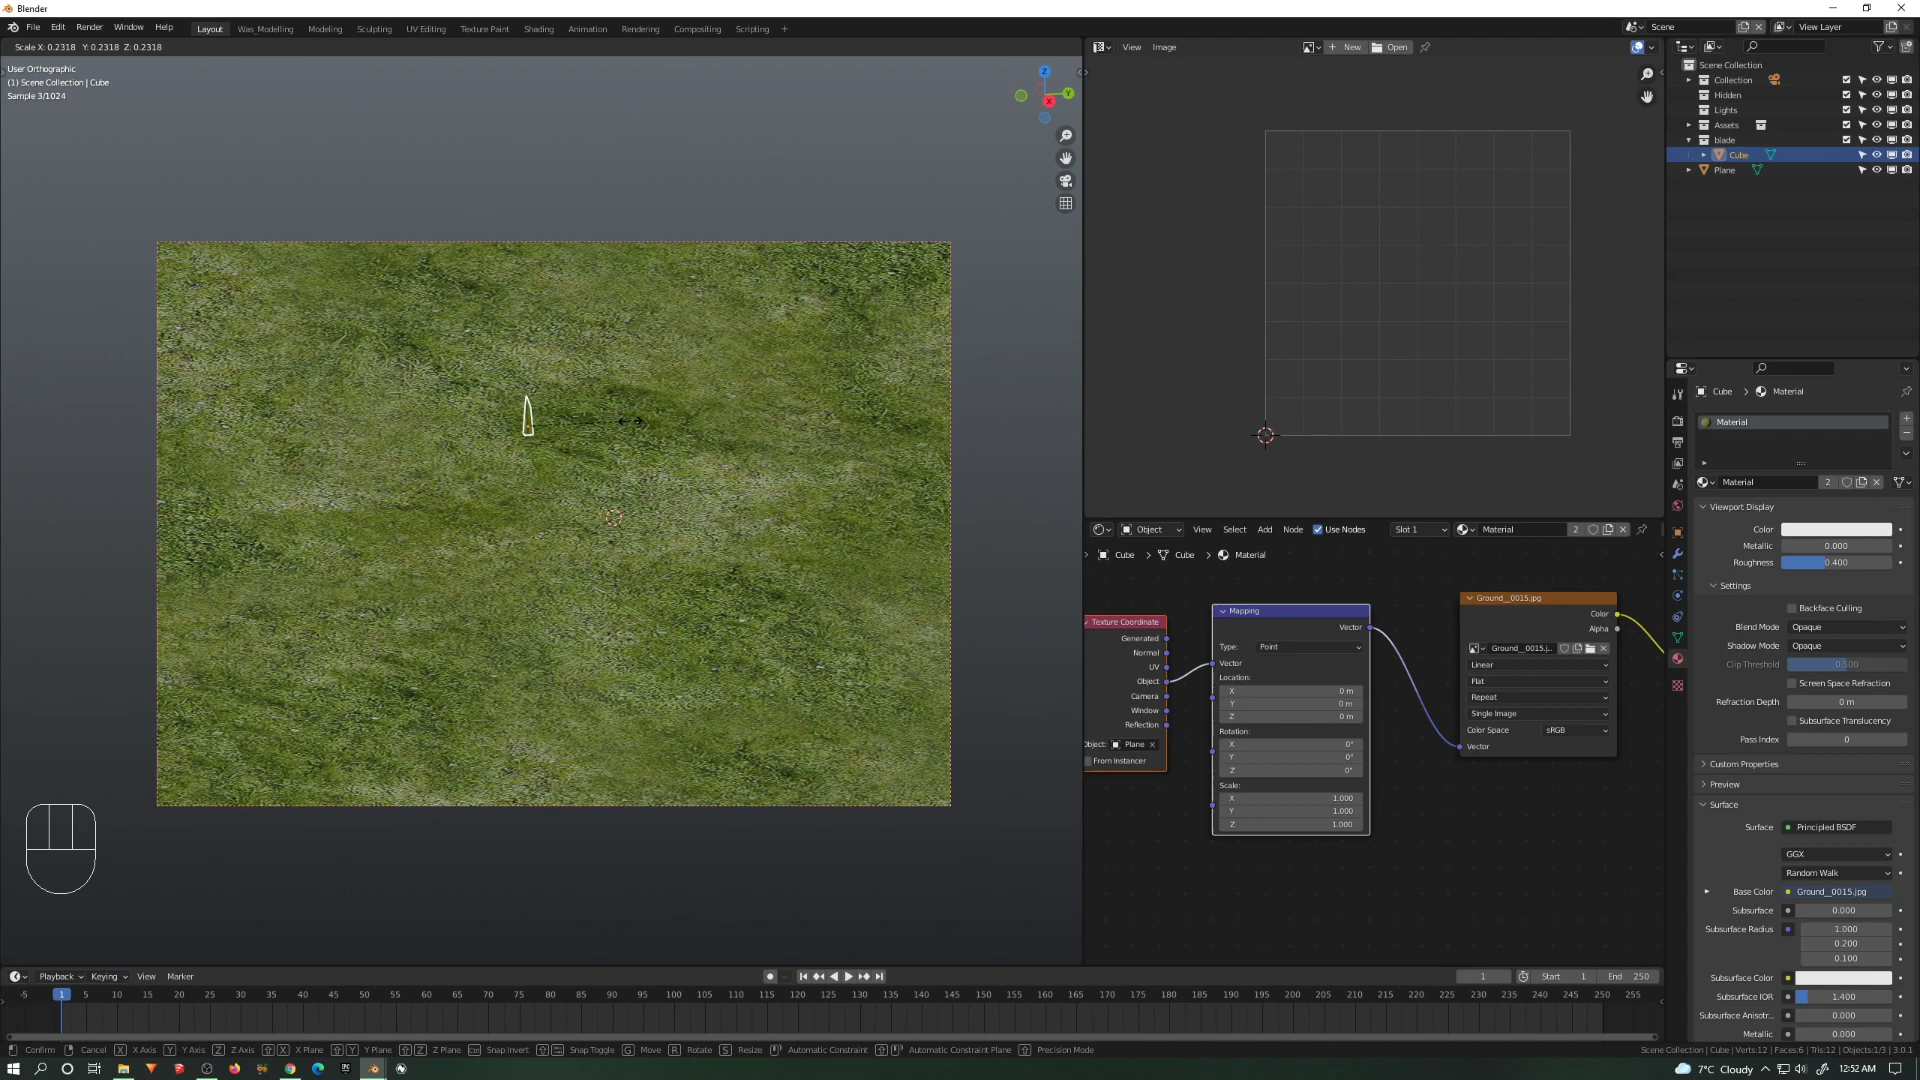 Blender
File Edit Render Window Help Layout Was_Modelling Modeling Sculpting UV Editing Texture Paint Shading Animation Rendering Compositing Scripting +
Scene View Layer
Scale X: 0.2318 Y: 0.2318 Z: 0.2318
View Image New Open
User Orthographic
(1) Scene Collection | Cube
Sample 3/1024
Z
Y
X
Scene Collection
Collection
Hidden
Lights
Assets
blade
Cube
Plane
Cube > Material
Material
Material 2
Viewport Display
Color
Metallic 0.000
Roughness 0.400
Settings
Backface Culling
Blend Mode Opaque
Shadow Mode Opaque
Clip Threshold 0.500
Screen Space Refraction
Refraction Depth 0 m
Subsurface Translucency
Pass Index 0
Custom Properties
Preview
Surface
Surface Principled BSDF
GGX
Random Walk
Base Color Ground__0015.jpg
Subsurface 0.000
Subsurface Radius 1.000
0.200
0.100
Subsurface Color
Subsurface IOR 1.400
Subsurface Anisotr... 0.000
Metallic 0.000
Object View Select Add Node Use Nodes Slot 1 Material 2
Cube > Cube > Material
Texture Coordinate
Generated
Normal
UV
Object
Camera
Window
Reflection
Object: Plane
From Instancer
Mapping
Vector
Type: Point
Vector
Location:
X 0 m
Y 0 m
Z 0 m
Rotation:
X 0°
Y 0°
Z 0°
Scale:
X 1.000
Y 1.000
Z 1.000
Ground__0015.jpg
Color
Alpha
Ground__0015.j...
Linear
Flat
Repeat
Single Image
Color Space sRGB
Vector
Playback Keying View Marker 1 Start 1 End 250
-5 1 5 10 15 20 25 30 35 40 45 50 55 60 65 70 75 80 85 90 95 100 105 110 115 120 125 130 135 140 145 150 155 160 165 170 175 180 185 190 195 200 205 210 215 220 225 230 235 240 245 250 255
Confirm Cancel X X Axis Y Y Axis Z Z Axis X X Plane Y Y Plane Z Z Plane Ctrl Snap Invert Snap Toggle G Move R Rotate S Resize Automatic Constraint Automatic Constraint Plane Precision Mode
Scene Collection | Cube | Verts:12 | Faces:6 | Tris:12 | Objects:1/3 | 3.0.1
7°C Cloudy 12:52 AM